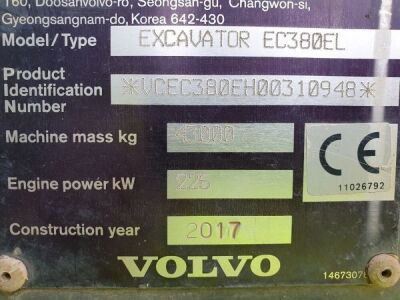 160, Doosanvolvo-ro, Seongsan-gu, Changwon-si,
Gyeongsangnam-do, Korea 642-430
Model/Type EXCAVATOR EC380EL
Product
Identification *VCEC380EH00310948*
Number
Machine mass kg
CE
11026792
Engine power kW 226
Construction year 2017
VOLVO